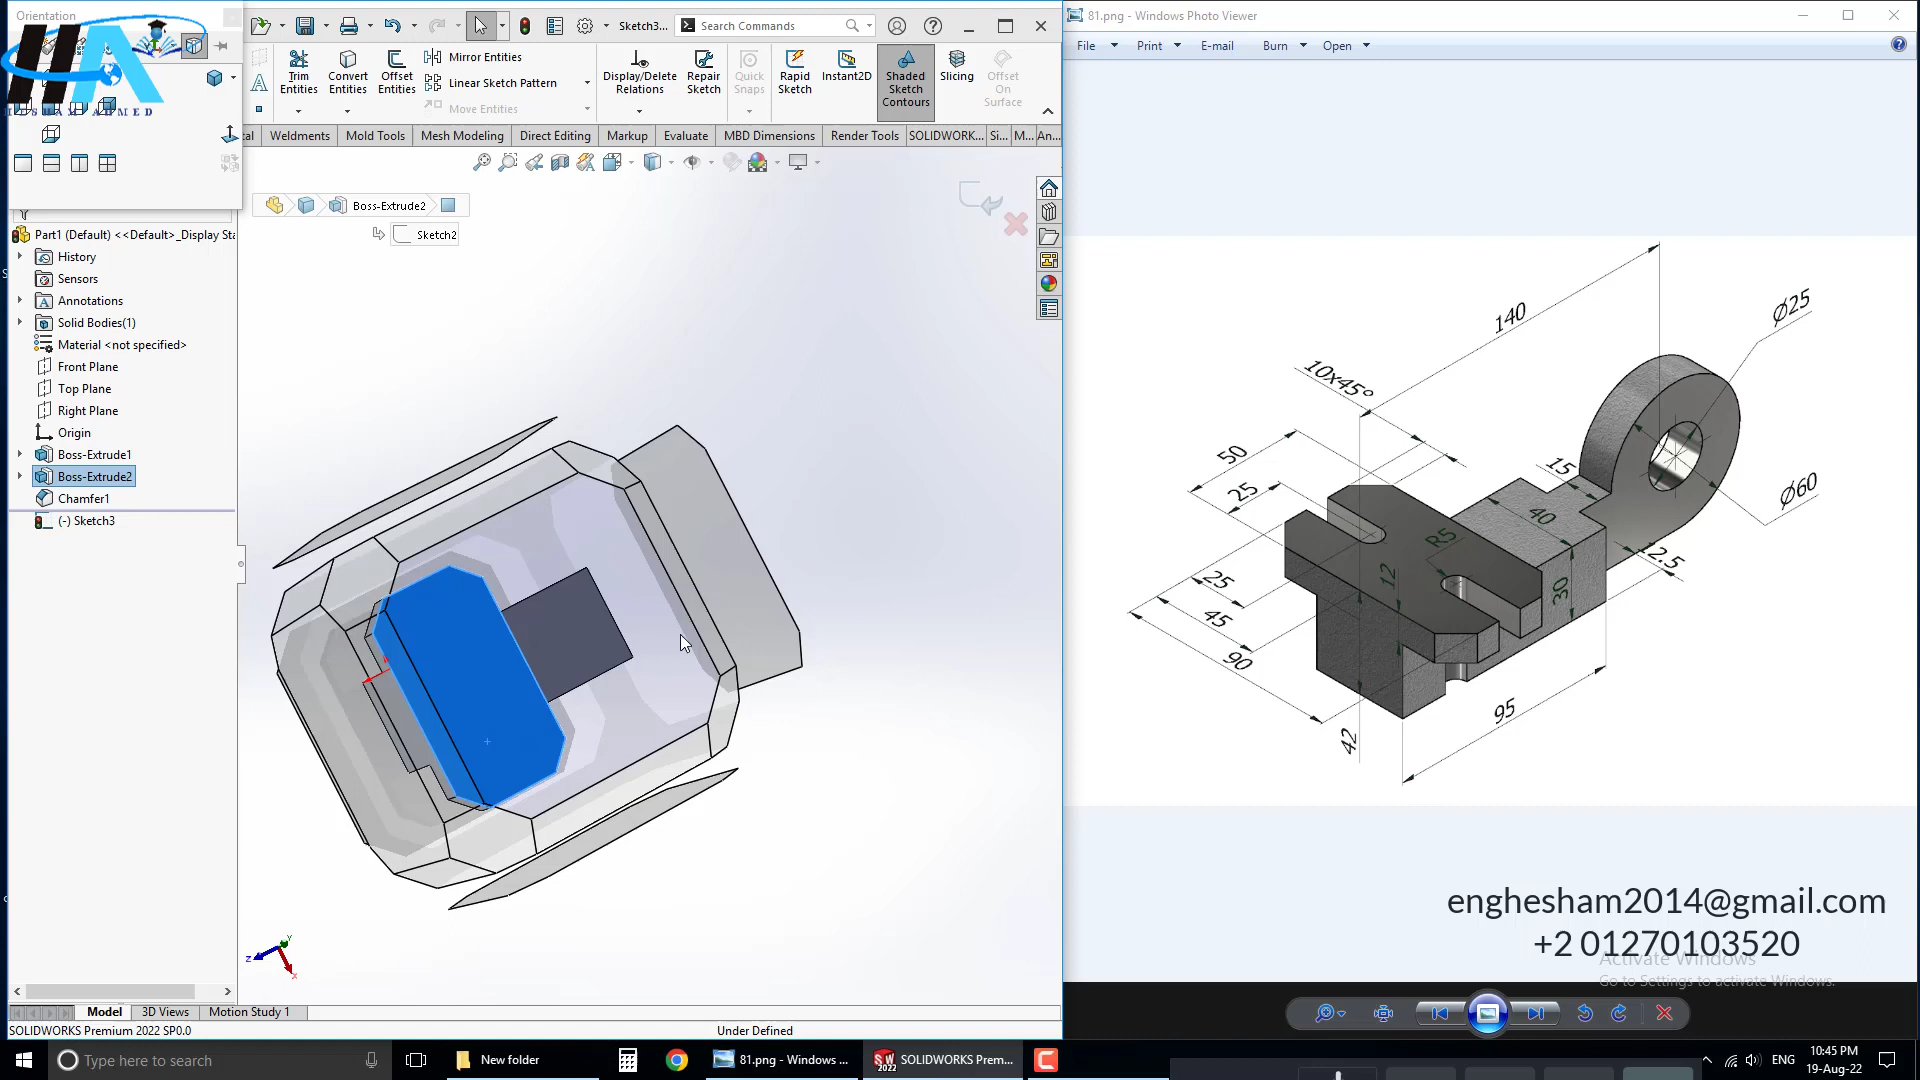 Orientation
HESHAM AHMED
Sketch3...
Search Commands
Trim Entities
Convert Entities
Offset Entities
Mirror Entities
Linear Sketch Pattern
Move Entities
Display/Delete Relations
Repair Sketch
Quick Snaps
Rapid Sketch
Instant2D
Shaded Sketch Contours
Slicing
Offset On Surface
Weldments
Mold Tools
Mesh Modeling
Direct Editing
Markup
Evaluate
MBD Dimensions
Render Tools
SOLIDWORK...
Si...
M...
An...
Boss-Extrude2
Sketch2
Part1 (Default) <<Default>_Display Sta
History
Sensors
Annotations
Solid Bodies(1)
Material <not specified>
Front Plane
Top Plane
Right Plane
Origin
Boss-Extrude1
Boss-Extrude2
Chamfer1
(-) Sketch3
Y
Z
X
Model
3D Views
Motion Study 1
SOLIDWORKS Premium 2022 SP0.0
Under Defined
81.png - Windows Photo Viewer
File
Print
E-mail
Burn
Open
140
Ø25
10x45°
50
25
15
40
Ø60
R5
12
12.5
30
25
45
90
95
42
enghesham2014@gmail.com
+2 01270103520
Activate Windows
Go to Settings to activate Windows.
Type here to search
New folder
81.png - Windows ...
SW 2022
SOLIDWORKS Prem...
ENG
10:45 PM
19-Aug-22